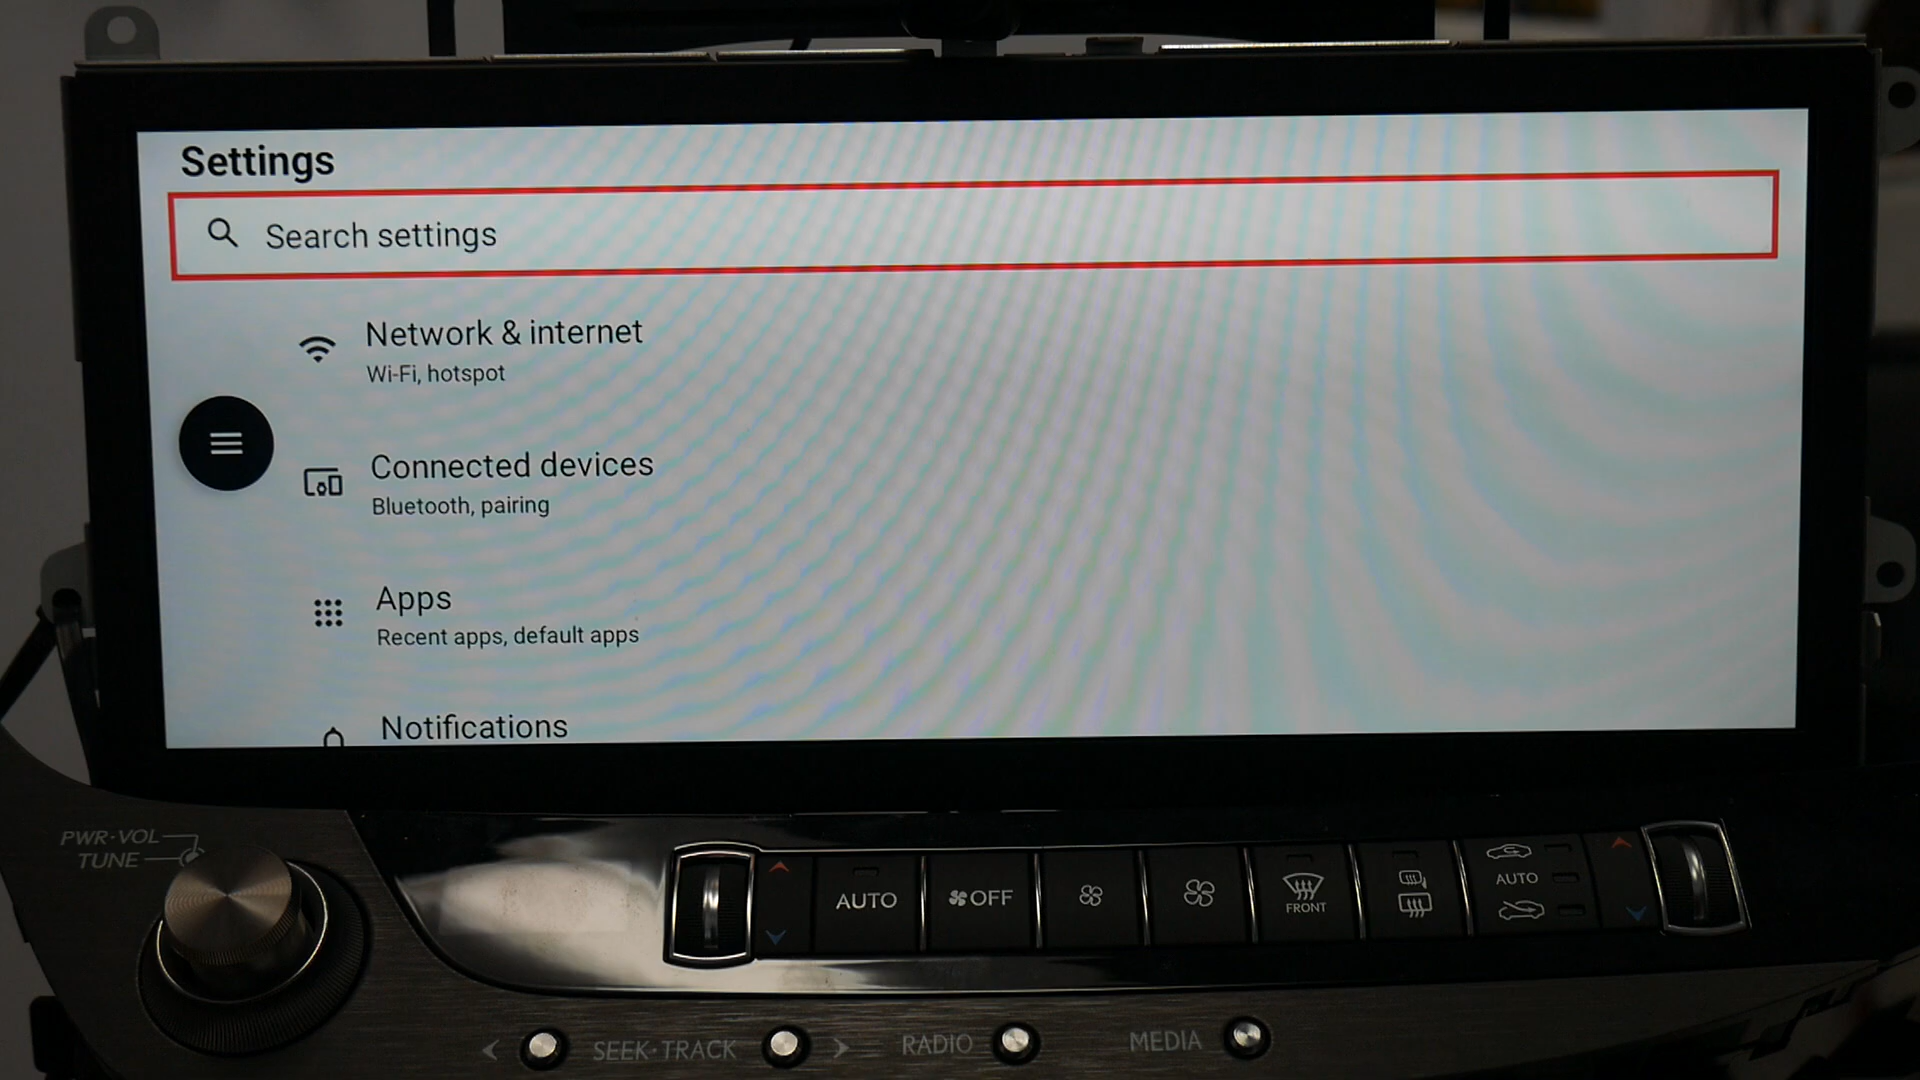 Settings
Search settings
Network & internet
Wi-Fi, hotspot
Connected devices
Bluetooth, pairing
Apps
Recent apps, default apps
Notifications
PWR·VOL
TUNE
AUTO
OFF
FRONT
AUTO
< SEEK·TRACK >
RADIO
MEDIA